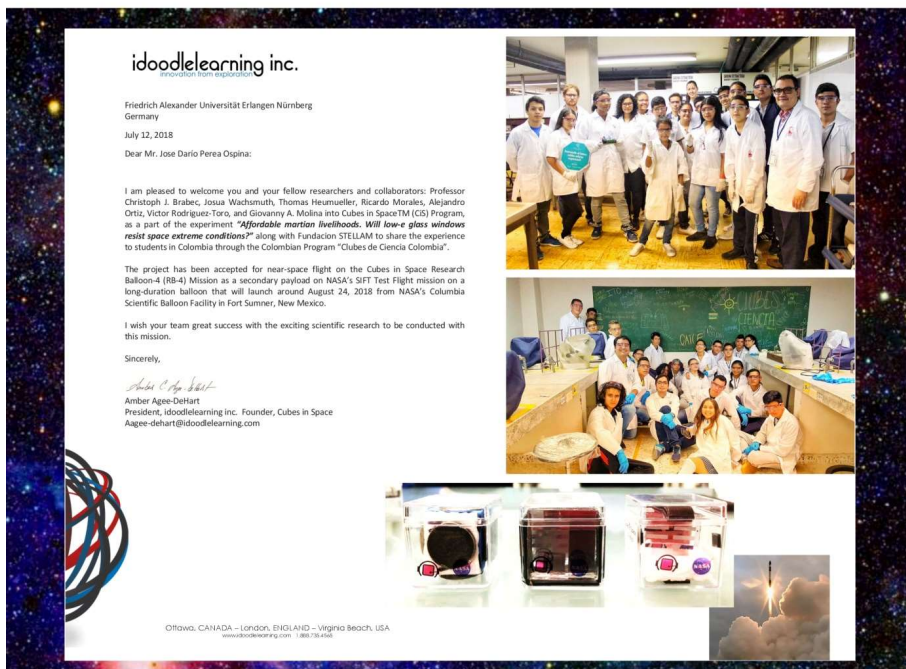 idoodlelearning inc.
innovation from exploration
Friedrich Alexander Universität Erlangen Nürnberg
Germany
July 12, 2018
Dear Mr. Jose Darío Perea Ospina:
I am pleased to welcome you and your fellow researchers and collaborators: Professor
Christoph J. Brabec, Josua Wachsmuth, Thomas Heumueller, Ricardo Morales, Alejandro
Ortiz, Victor Rodriguez-Toro, and Giovanny A. Molina into Cubes in SpaceTM (CiS) Program,
as a part of the experiment "Affordable martian livelihoods. Will low-e glass windows
resist space extreme conditions?" along with Fundacion STELLAM to share the experience
to students in Colombia through the Colombian Program "Clubes de Ciencia Colombia".
The project has been accepted for near-space flight on the Cubes in Space Research
Balloon-4 (RB-4) Mission as a secondary payload on NASA's SIFT Test Flight mission on a
long-duration balloon that will launch around August 24, 2018 from NASA's Columbia
Scientific Balloon Facility in Fort Sumner, New Mexico.
I wish your team great success with the exciting scientific research to be conducted with
this mission.
Sincerely,
Amber Agee-DeHart
President, idoodlelearning inc. Founder, Cubes in Space
Aagee-dehart@idoodlelearning.com
CIENCIA
CALI
NASA
NASA
Ottawa, CANADA – London, ENGLAND – Virginia Beach, USA
www.idoodlelearning.com